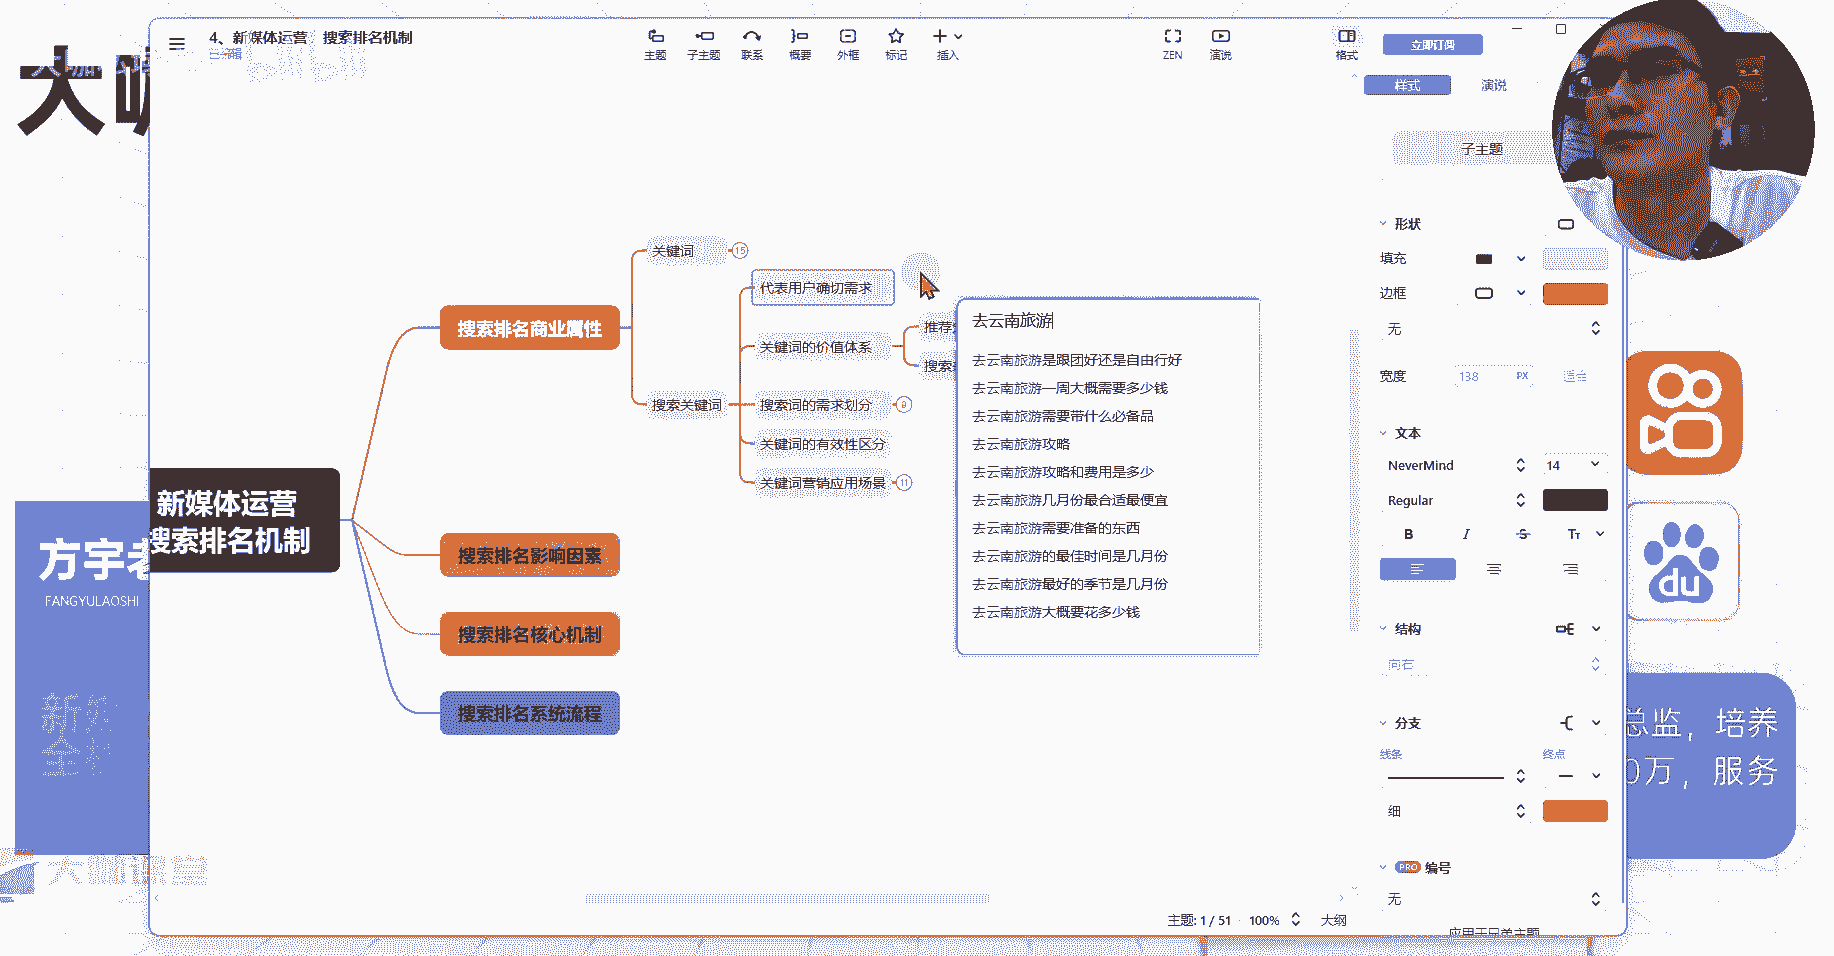 4、新媒体运营 搜索排名机制
已编辑
主题
子主题
联系
概要
外框
标记
插入
ZEN
演说
格式
立即订阅
样式
演说
子主题
形状
填充
边框
无
宽度
138
PX
文本
NeverMind
14
Regular
B
I
S
TT
结构
向右
分支
线条
终点
细
PRO 编号
无
应用于兄弟主题
关键词
15
代表用户确切需求
搜索排名商业属性
关键词的价值体系
推荐
搜索
搜索关键词
搜索词的需求划分
9
关键词的有效性区分
关键词营销应用场景
11
新媒体运营
搜索排名机制
搜索排名影响因素
搜索排名核心机制
搜索排名系统流程
去云南旅游
去云南旅游是跟团好还是自由行好
去云南旅游一周大概需要多少钱
去云南旅游需要带什么必备品
去云南旅游攻略
去云南旅游攻略和费用是多少
去云南旅游几月份最合适最便宜
去云南旅游需要准备的东西
去云南旅游的最佳时间是几月份
去云南旅游最好的季节是几月份
去云南旅游大概要花多少钱
主题: 1 / 51
100%
大纲
大
方宇老
FANGYULAOSHI
新媒
全栈
大咖课堂
du
总监，培养
0万，服务